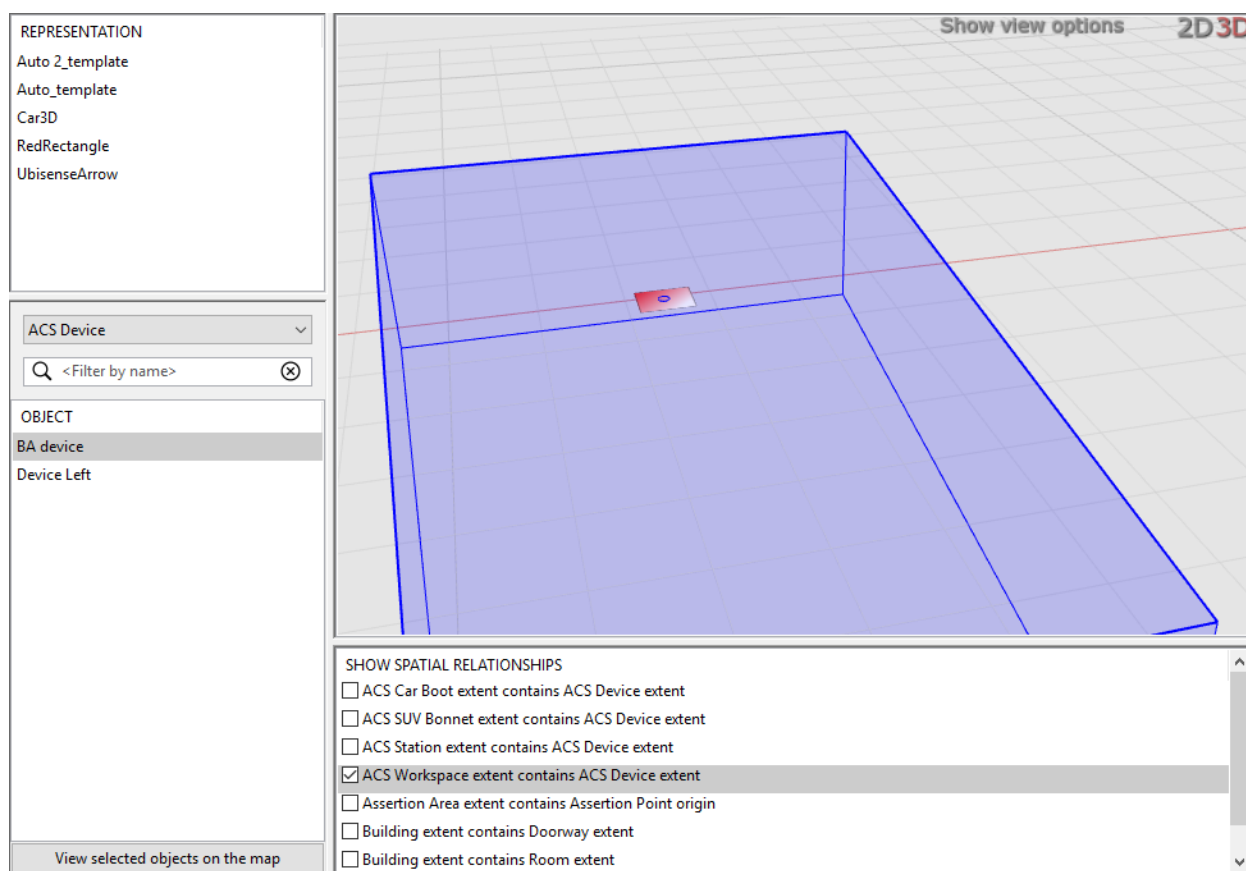 REPRESENTATION
Auto 2_template
Auto_template
Car3D
RedRectangle
UbisenseArrow
ACS Device
<Filter by name>
OBJECT
BA device
Device Left
View selected objects on the map
Show view options 2D 3D
SHOW SPATIAL RELATIONSHIPS
ACS Car Boot extent contains ACS Device extent
ACS SUV Bonnet extent contains ACS Device extent
ACS Station extent contains ACS Device extent
ACS Workspace extent contains ACS Device extent
Assertion Area extent contains Assertion Point origin
Building extent contains Doorway extent
Building extent contains Room extent